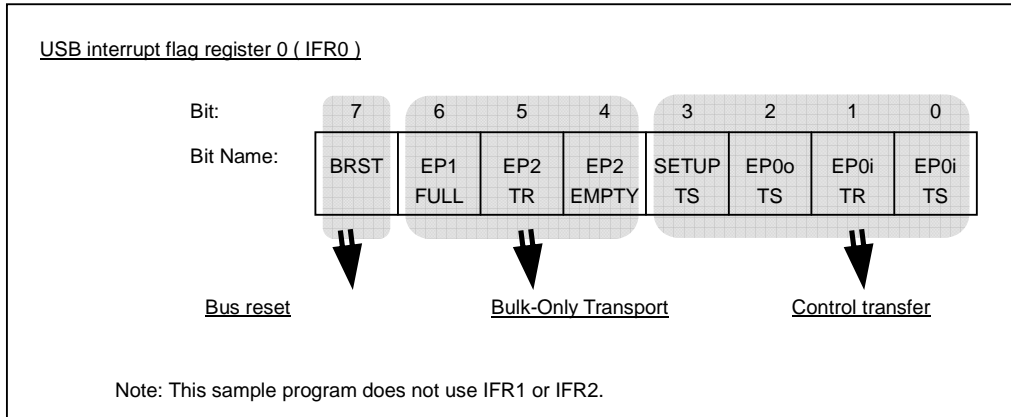 USB interrupt flag register 0 ( IFR0 )
Bit: 7 6 5 4 3 2 1 0
Bit Name: BRST EP1 EP2 EP2 SETUP EP0o EP0i EP0i
FULL TR EMPTY TS TS TR TS
Bus reset Bulk-Only Transport Control transfer
Note: This sample program does not use IFR1 or IFR2.